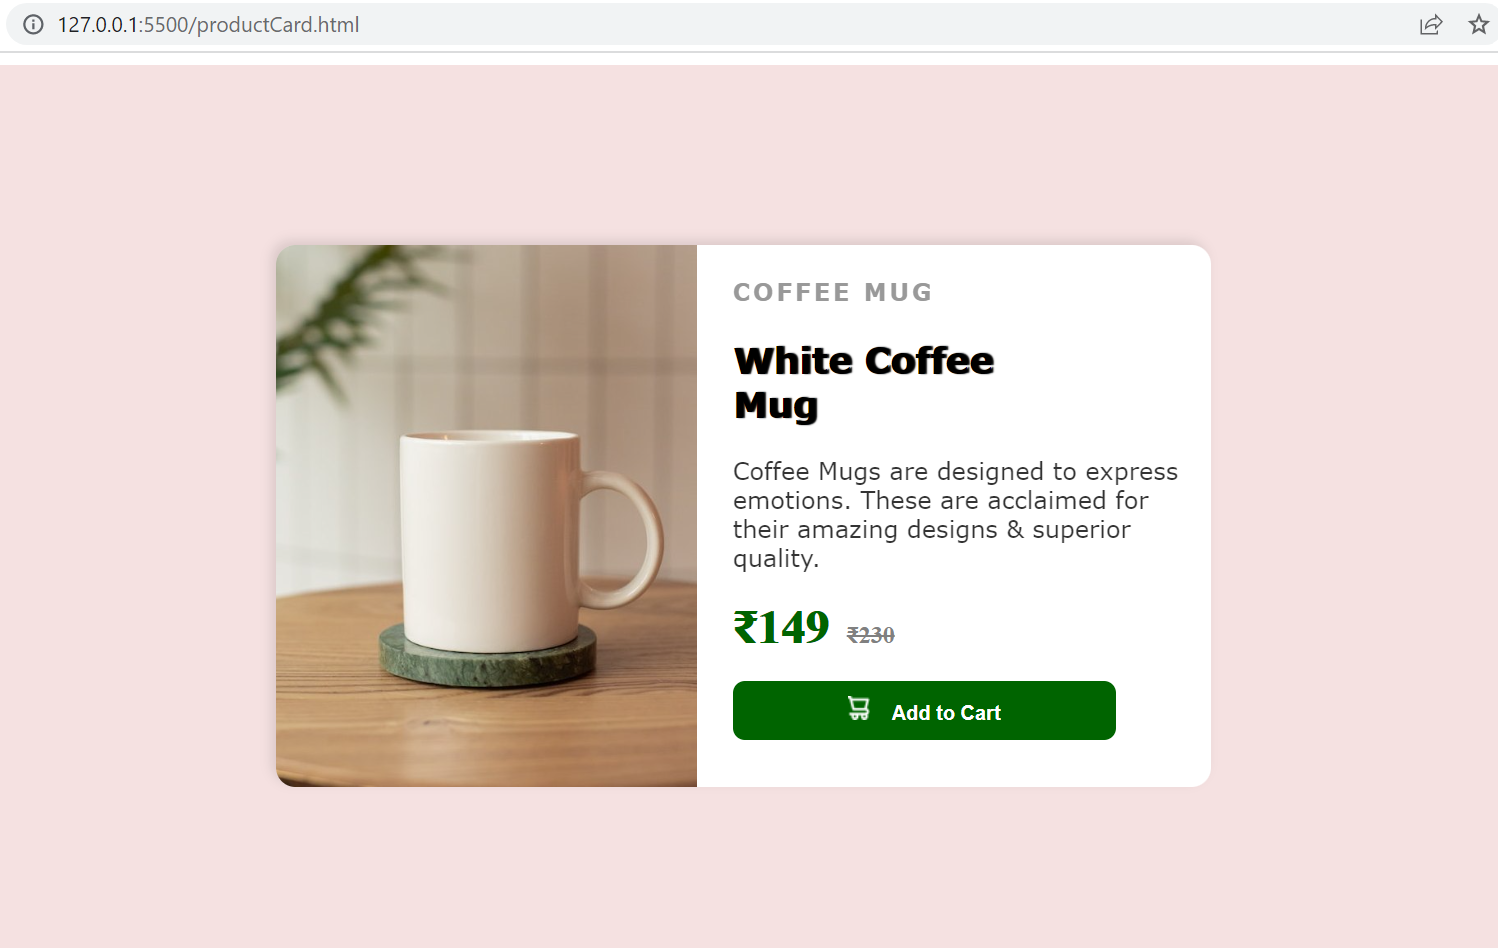 127.0.0.1:5500/productCard.html
COFFEE MUG
White Coffee
Mug
Coffee Mugs are designed to express
emotions. These are acclaimed for
their amazing designs & superior
quality.
₹149 ₹230
Add to Cart